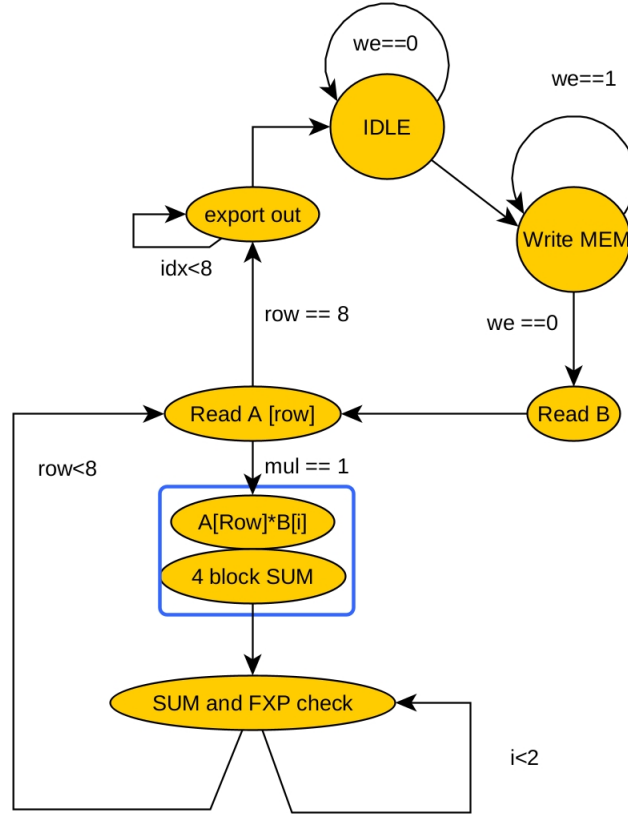 we==0
we==1
IDLE
export out
Write MEM
idx<8
row == 8
we ==0
Read A [row]
Read B
row<8
mul == 1
A[Row]*B[i]
4 block SUM
SUM and FXP check
i<2